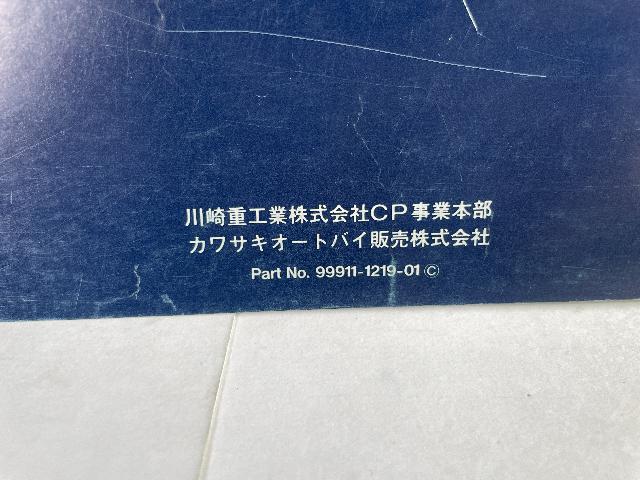 川崎重工業株式会社CP事業本部
カワサキオートバイ販売株式会社
Part No. 99911-1219-01 ©